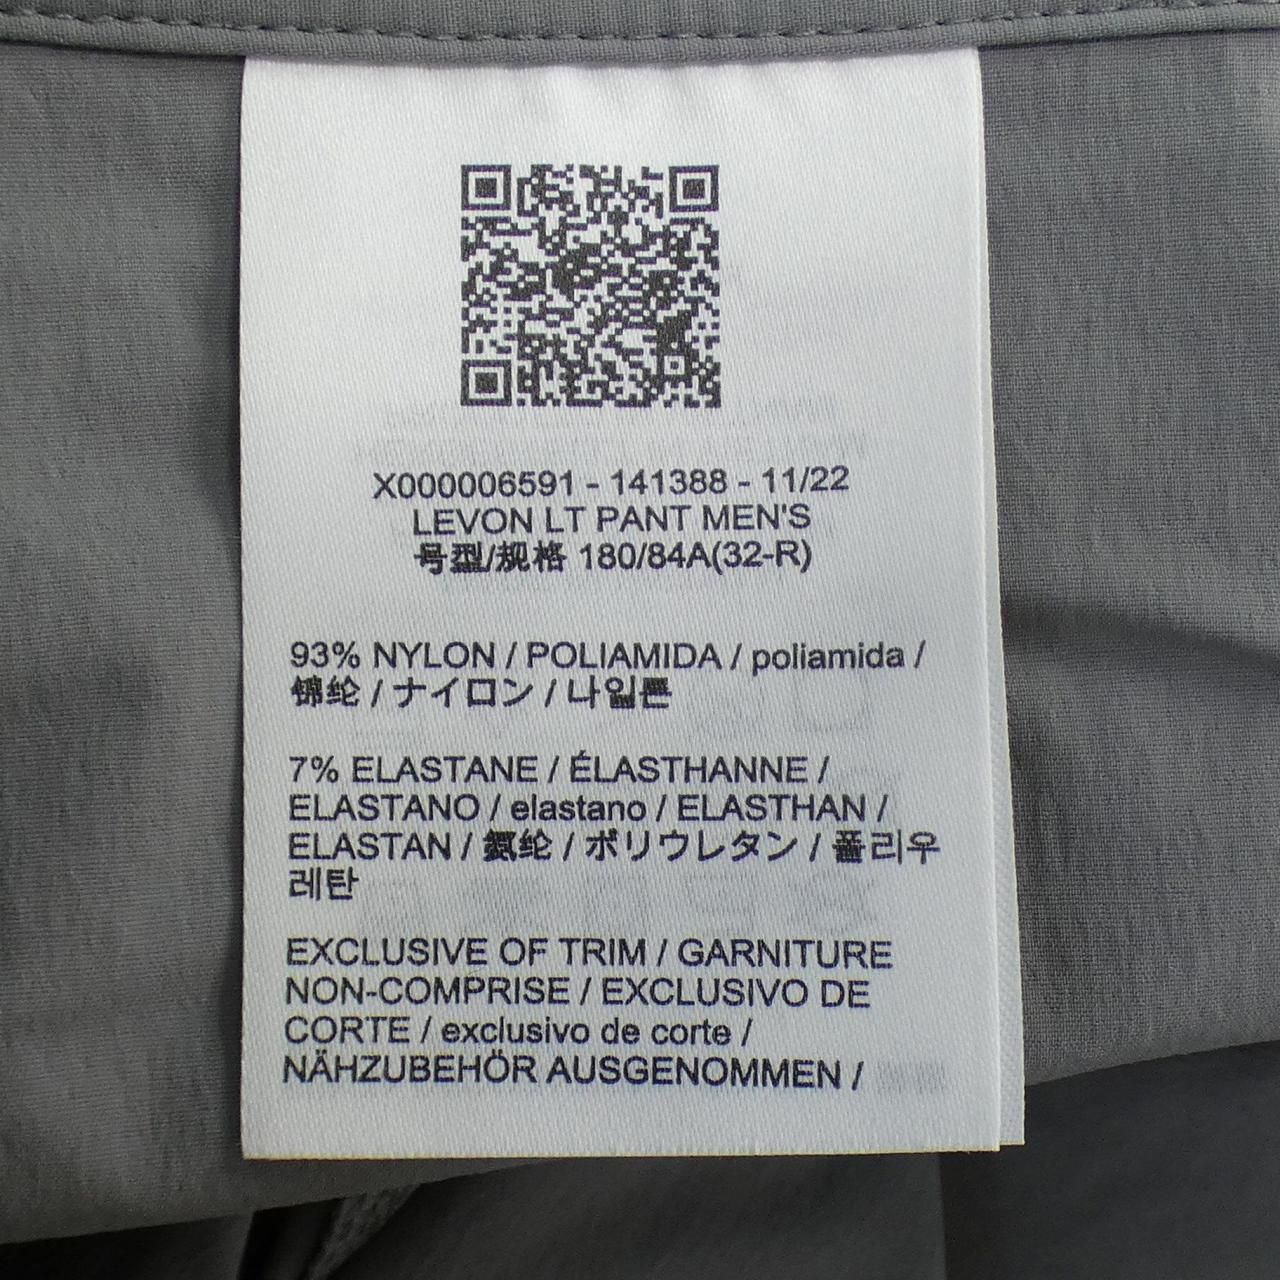 X000006591 - 141388 - 11/22
LEVON LT PANT MEN'S
号型/规格 180/84A(32-R)
93% NYLON / POLIAMIDA / poliamida /
锦纶 / ナイロン / 나일론
7% ELASTANE / ÉLASTHANNE /
ELASTANO / elastano / ELASTHAN /
ELASTAN / 氨纶 / ポリウレタン / 폴리우
레탄
EXCLUSIVE OF TRIM / GARNITURE
NON-COMPRISE / EXCLUSIVO DE
CORTE / exclusivo de corte /
NÄHZUBEHÖR AUSGENOMMEN /